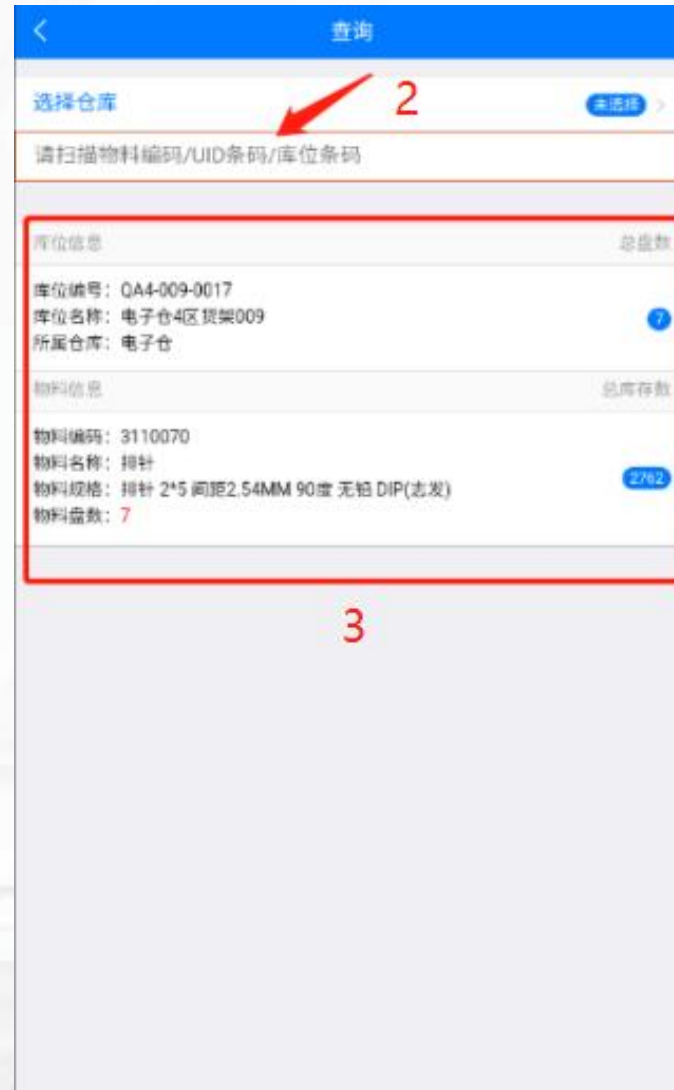 查询
2
选择仓库 未选择
请扫描物料编码/UID条码/库位条码
库位信息 总盘数
库位编号：QA4-009-0017
库位名称：电子仓4区货架009
所属仓库：电子仓
7
物料信息 总库存数
物料编码：3110070
物料名称：排针
物料规格：排针 2*5 间距2.54MM 90度 无铅 DIP(志发)
2762
物料盘数：7
3